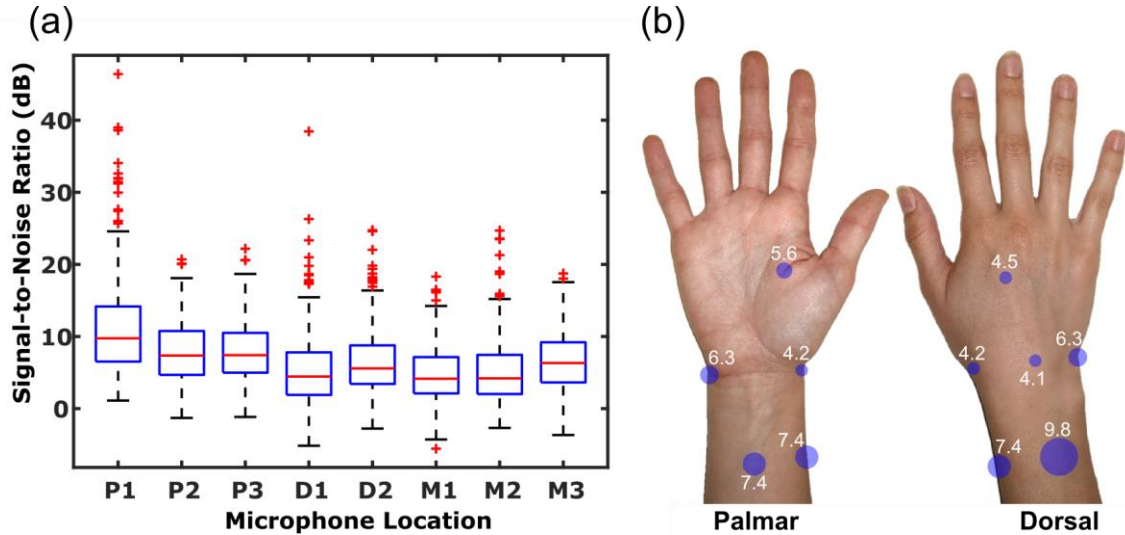 (a)
Signal-to-Noise Ratio (dB)
40
30
20
10
0
P1 P2 P3 D1 D2 M1 M2 M3
Microphone Location
(b)
5.6
6.3
4.2
7.4
7.4
Palmar
4.5
6.3
4.2
4.1
9.8
7.4
Dorsal